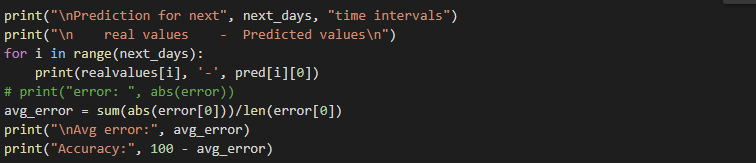 print("\nPrediction for next", next_days, "time intervals")
print("\n    real values    -  Predicted values\n")
for i in range(next_days):
    print(realvalues[i], '-', pred[i][0])
# print("error: ", abs(error))
avg_error = sum(abs(error[0]))/len(error[0])
print("\nAvg error:", avg_error)
print("Accuracy:", 100 - avg_error)